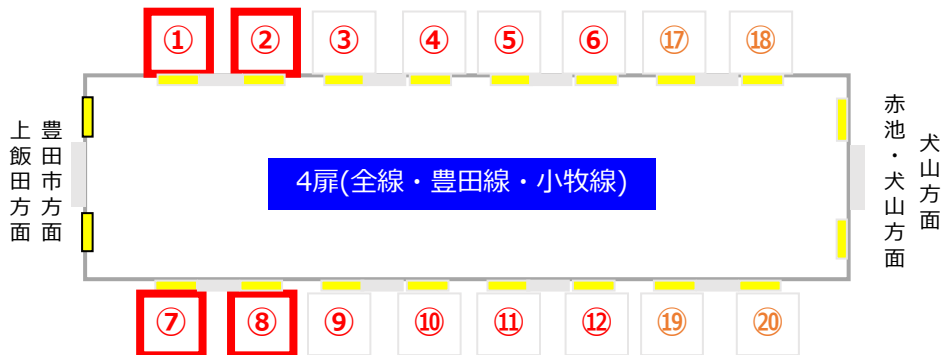 ① ② ③ ④ ⑤ ⑥ ⑰ ⑱
豊田市方面
上飯田方面
4扉(全線・豊田線・小牧線)
犬山方面
赤池・犬山方面
⑦ ⑧ ⑨ ⑩ ⑪ ⑫ ⑲ ⑳